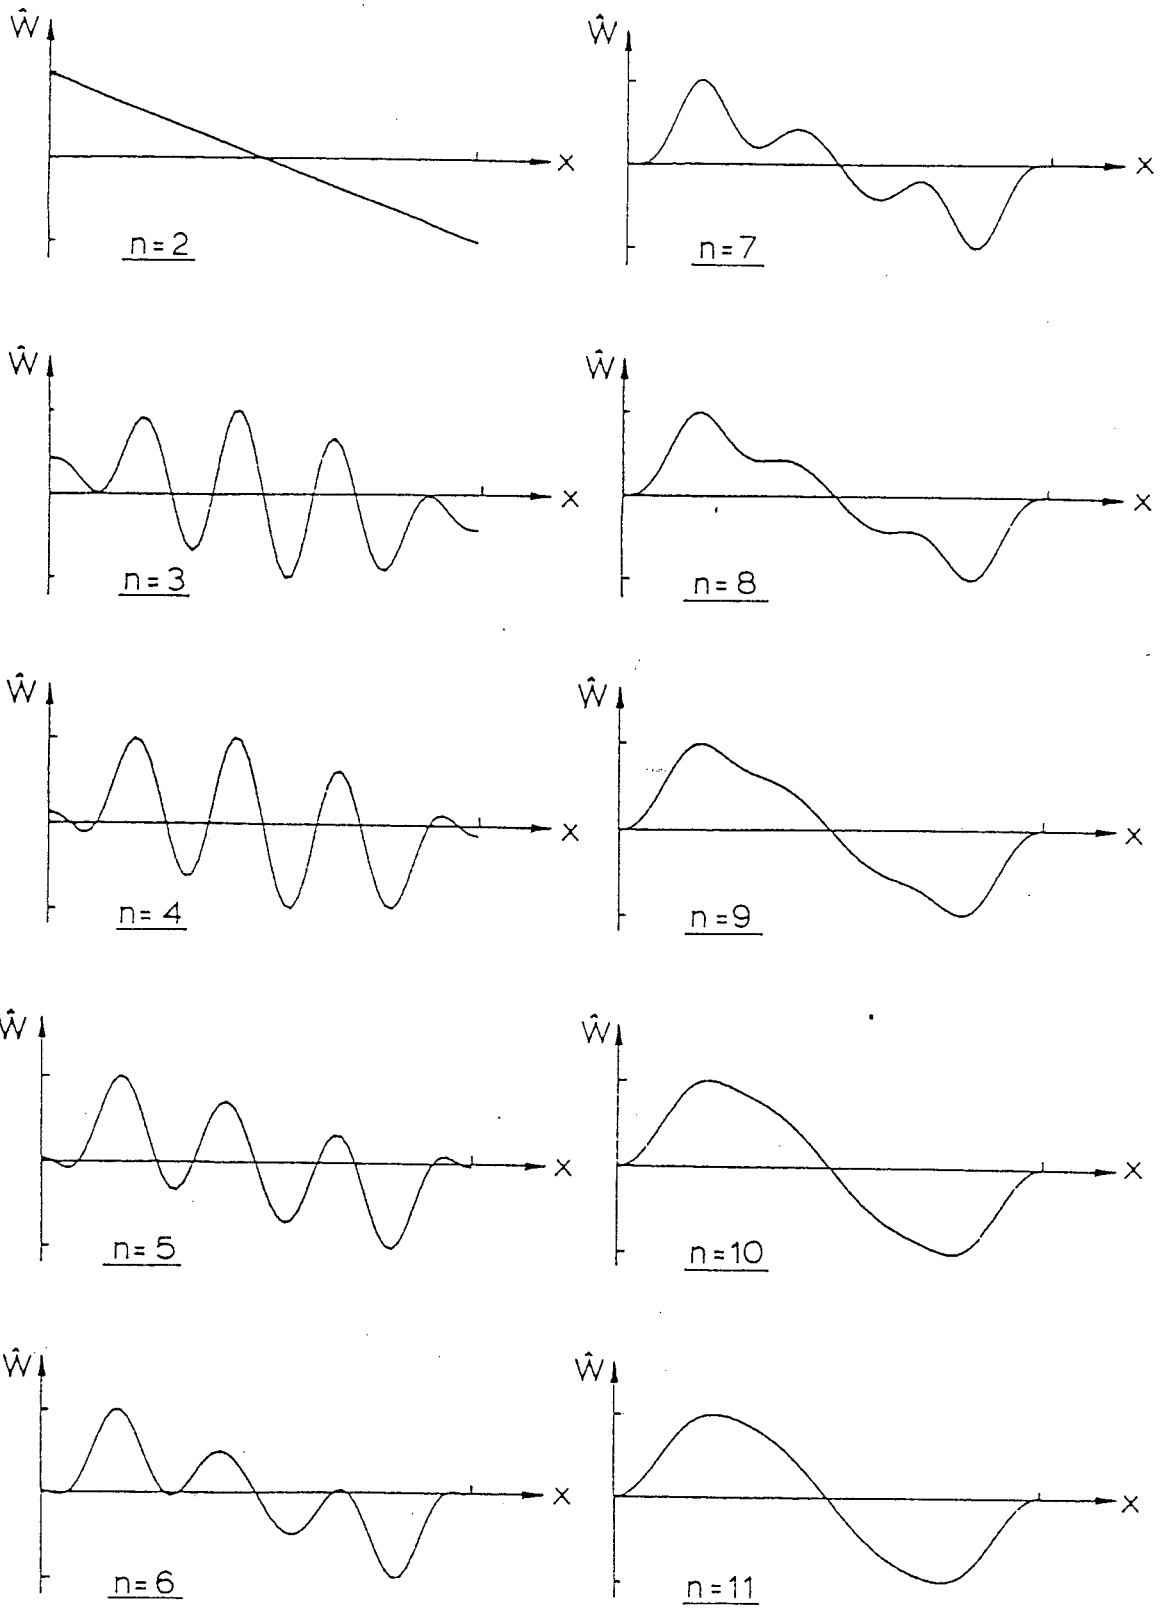 Ŵ
X
n=2
Ŵ
X
n=3
Ŵ
X
n=4
Ŵ
X
n=5
Ŵ
X
n=6
Ŵ
X
n=7
Ŵ
X
n=8
Ŵ
X
n=9
Ŵ
X
n=10
Ŵ
X
n=11